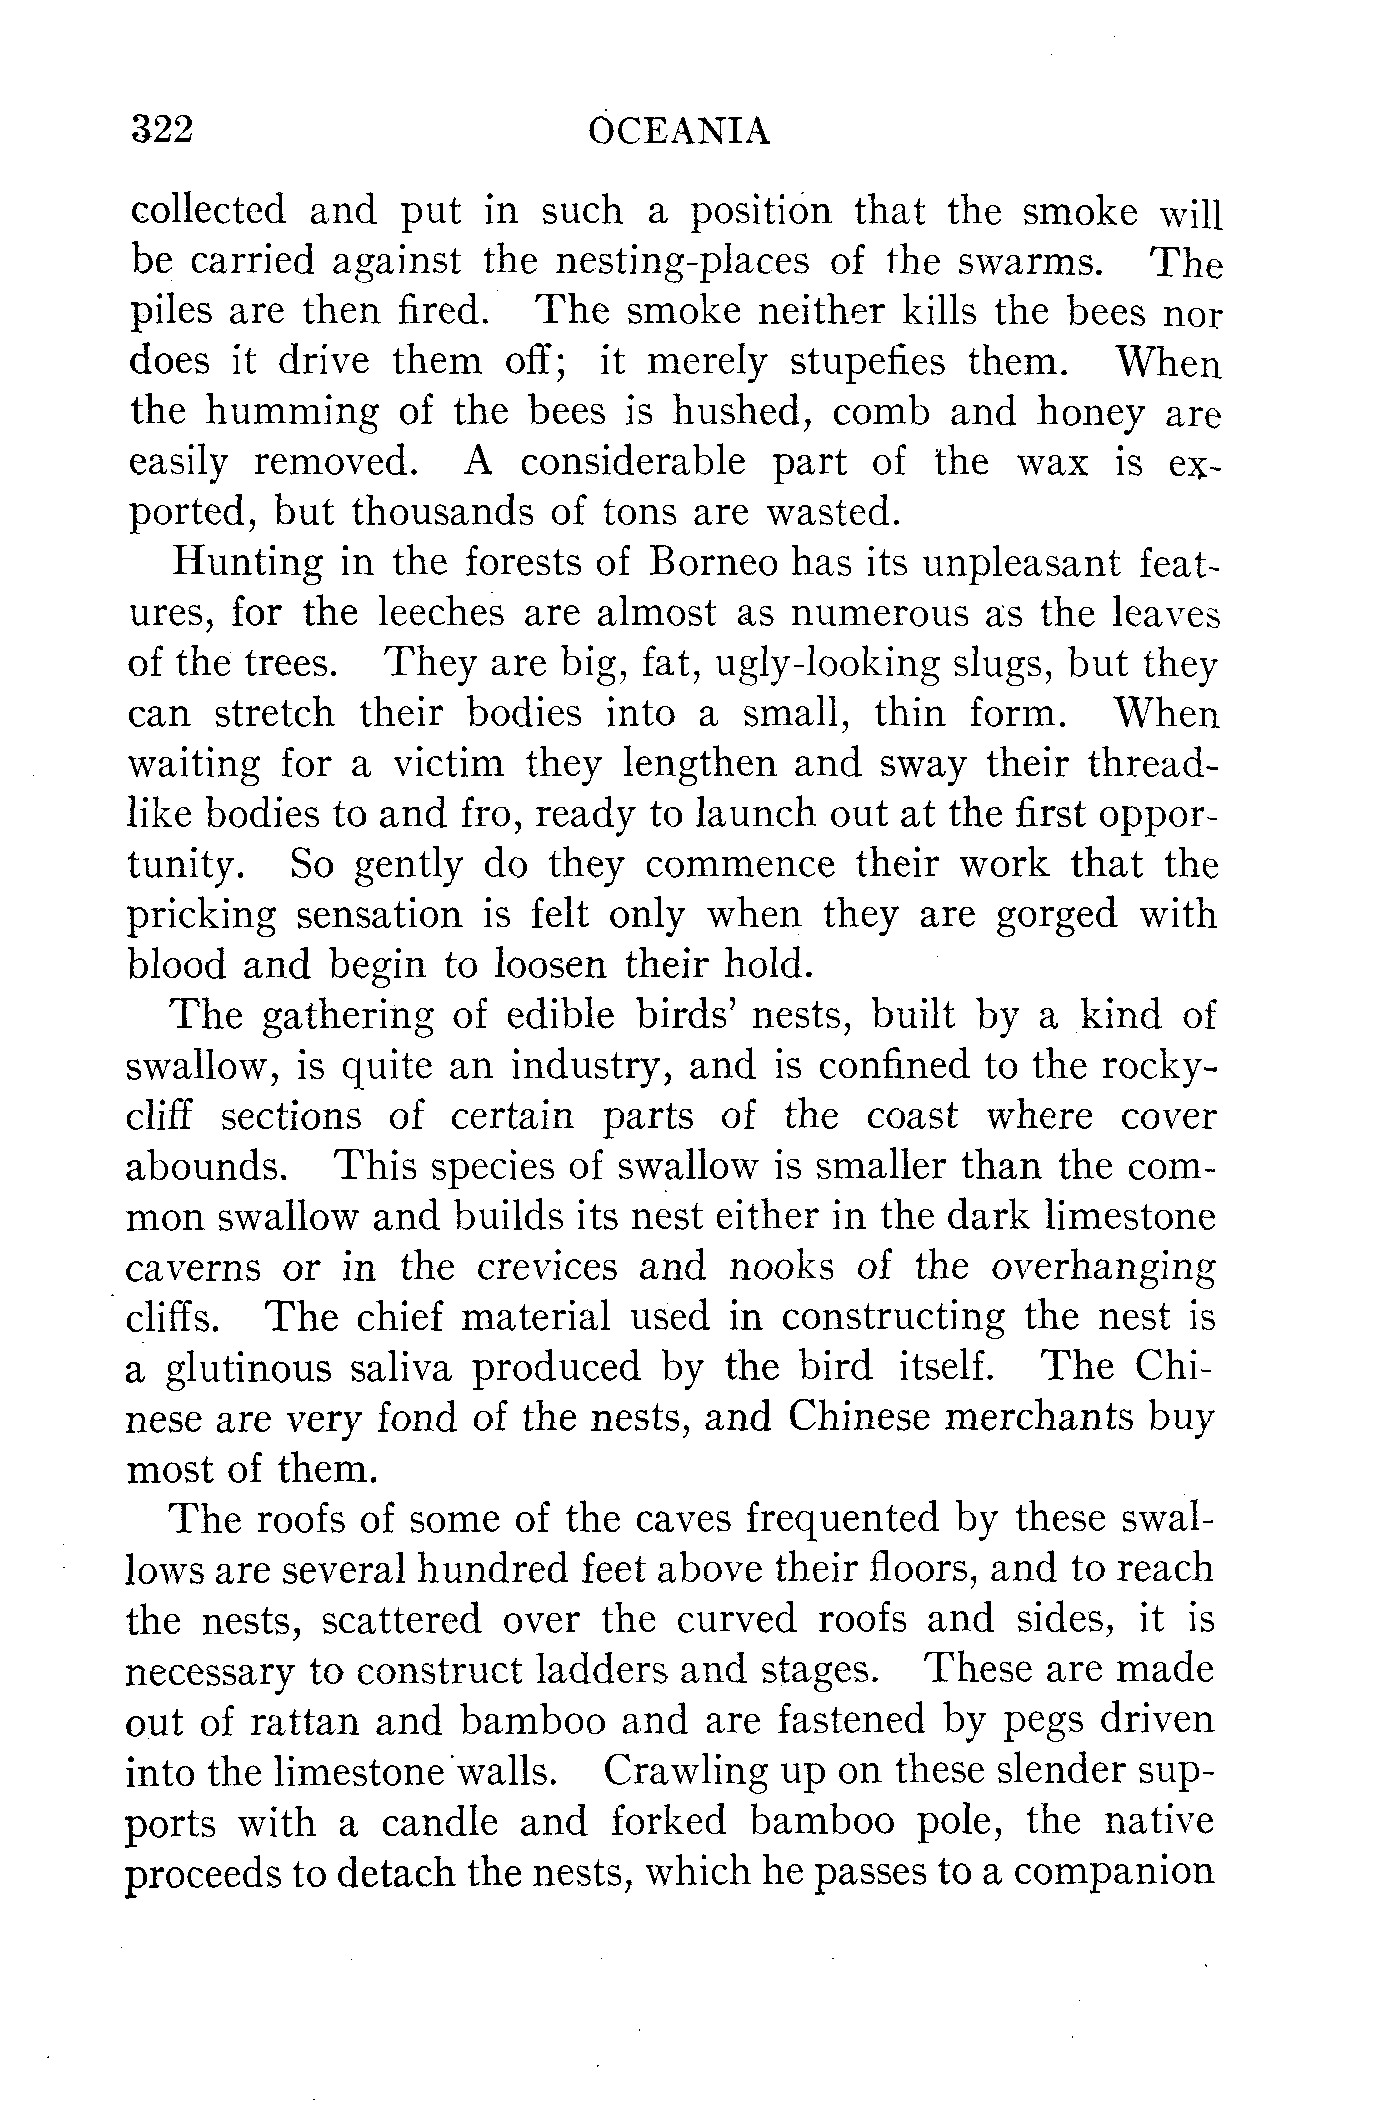 322 OCEANIA
collected and put in such a position that the smoke will
be carried against the nesting-places of the swarms. The
piles are then fired. The smoke neither kills the bees nor
does it drive them off; it merely stupefies them. When
the humming of the bees is hushed, comb and honey are
easily removed. A considerable part of the wax is ex-
ported, but thousands of tons are wasted.
Hunting in the forests of Borneo has its unpleasant feat-
ures, for the leeches are almost as numerous as the leaves
of the trees. They are big, fat, ugly-looking slugs, but they
can stretch their bodies into a small, thin form. When
waiting for a victim they lengthen and sway their thread-
like bodies to and fro, ready to launch out at the first oppor-
tunity. So gently do they commence their work that the
pricking sensation is felt only when they are gorged with
blood and begin to loosen their hold.
The gathering of edible birds' nests, built by a kind of
swallow, is quite an industry, and is confined to the rocky-
cliff sections of certain parts of the coast where cover
abounds. This species of swallow is smaller than the com-
mon swallow and builds its nest either in the dark limestone
caverns or in the crevices and nooks of the overhanging
cliffs. The chief material used in constructing the nest is
a glutinous saliva produced by the bird itself. The Chi-
nese are very fond of the nests, and Chinese merchants buy
most of them.
The roofs of some of the caves frequented by these swal-
lows are several hundred feet above their floors, and to reach
the nests, scattered over the curved roofs and sides, it is
necessary to construct ladders and stages. These are made
out of rattan and bamboo and are fastened by pegs driven
into the limestone walls. Crawling up on these slender sup-
ports with a candle and forked bamboo pole, the native
proceeds to detach the nests, which he passes to a companion